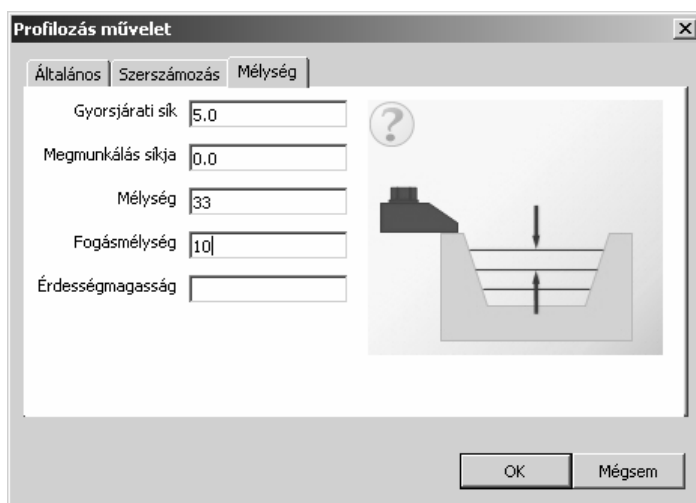 Profilozás művelet
Általános Szerszámozás Mélység
Gyorsjárati sík 5.0
Megmunkálás síkja 0.0
Mélység 33
Fogásmélység 10
Érdességmagasság
?
OK Mégsem